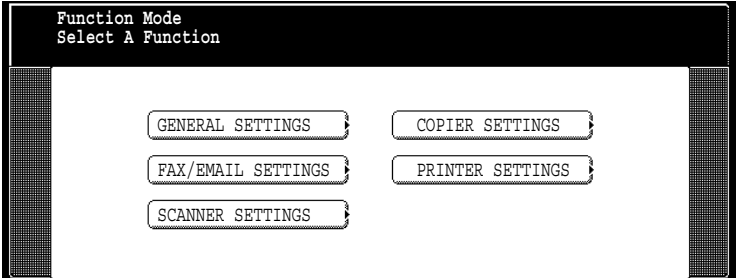 Function Mode
Select A Function
GENERAL SETTINGS
COPIER SETTINGS
FAX/EMAIL SETTINGS
PRINTER SETTINGS
SCANNER SETTINGS